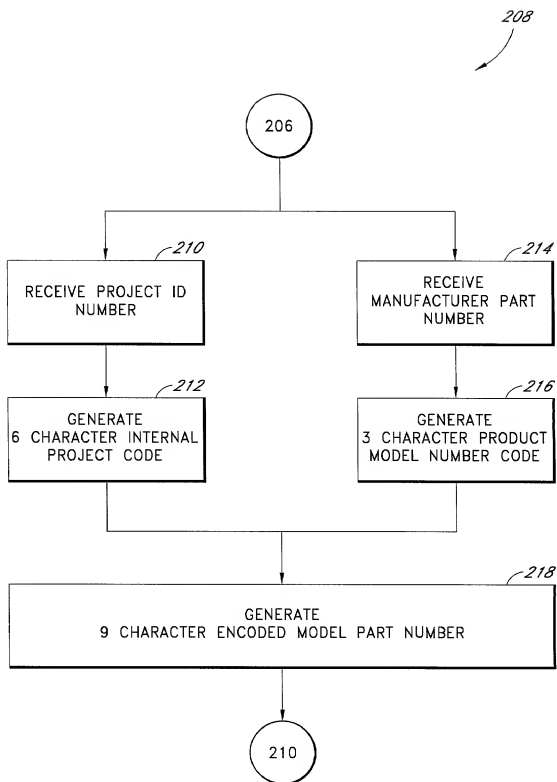 208
206
210
RECEIVE PROJECT ID
NUMBER
214
RECEIVE
MANUFACTURER PART
NUMBER
212
GENERATE
6 CHARACTER INTERNAL
PROJECT CODE
216
GENERATE
3 CHARACTER PRODUCT
MODEL NUMBER CODE
218
GENERATE
9 CHARACTER ENCODED MODEL PART NUMBER
210